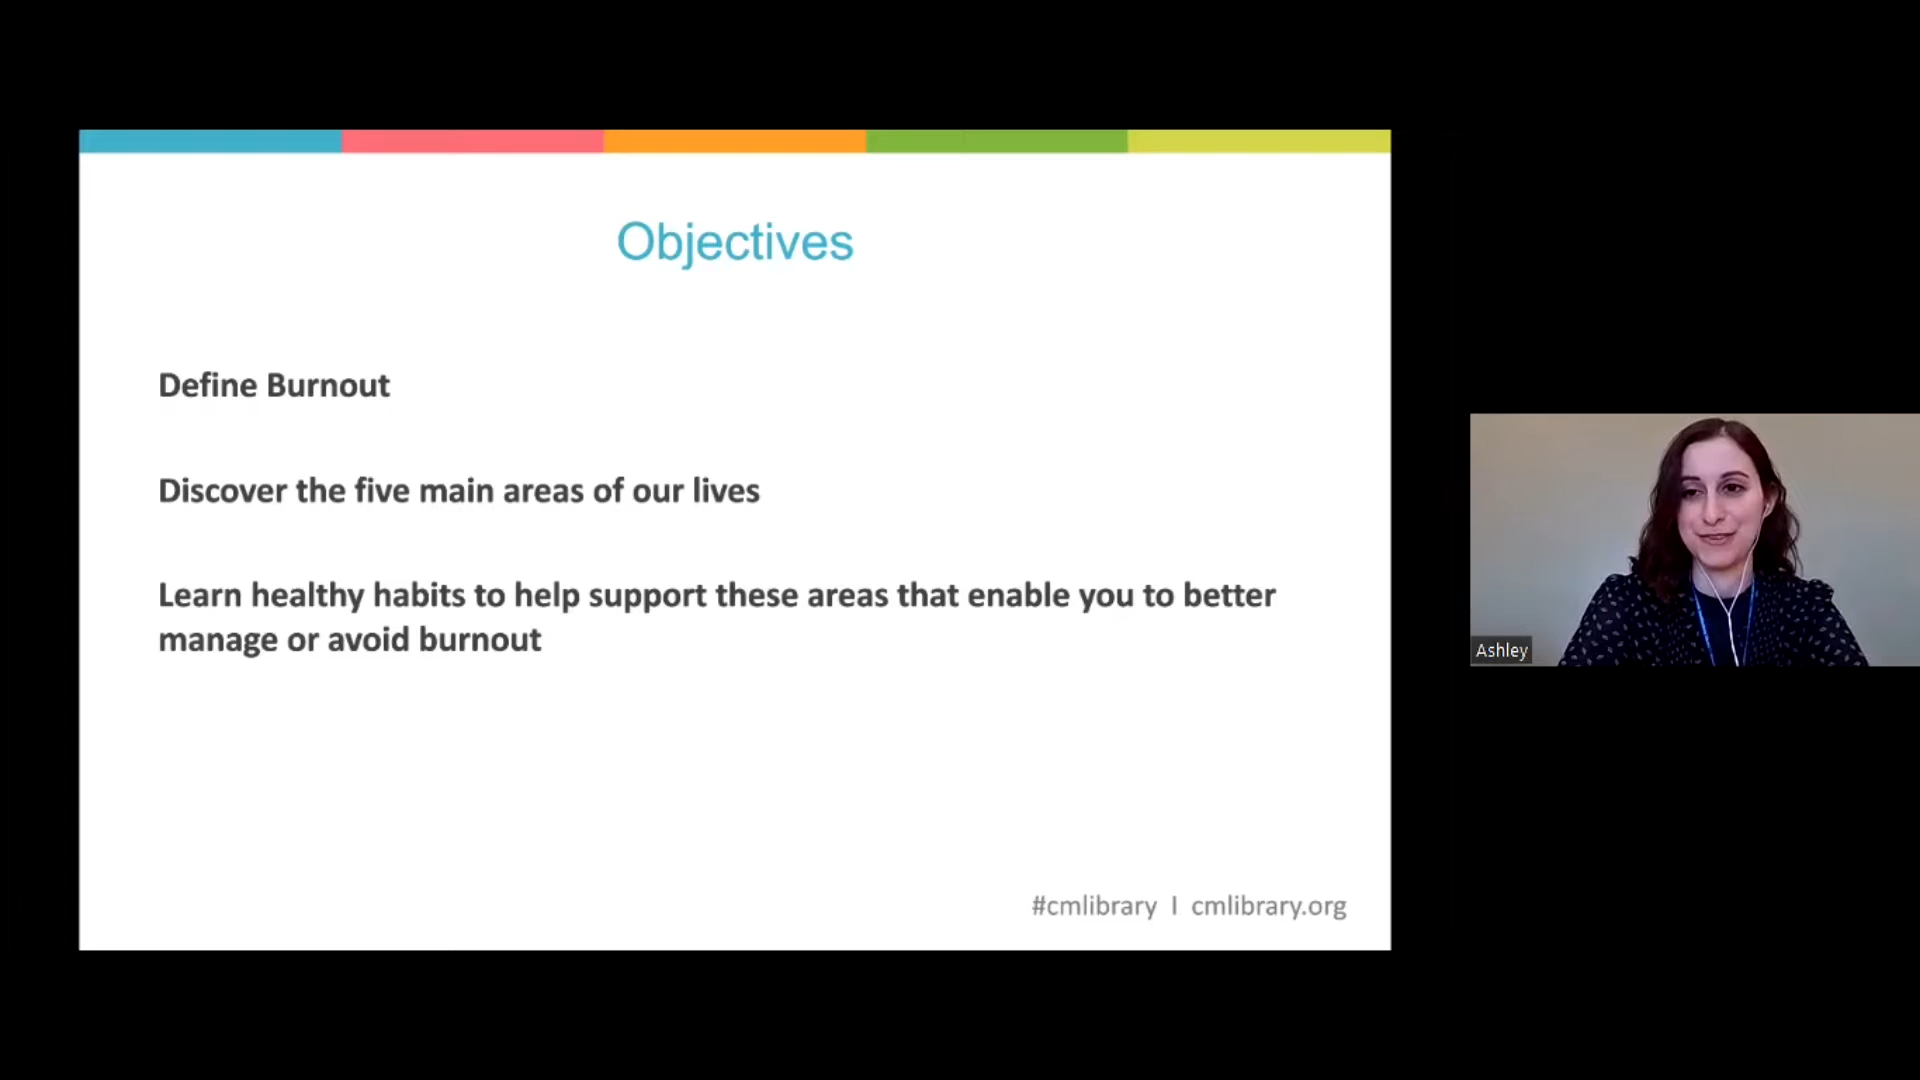 Objectives
Define Burnout
Discover the five main areas of our lives
Learn healthy habits to help support these areas that enable you to better
manage or avoid burnout
#cmlibrary I cmlibrary.org
Ashley